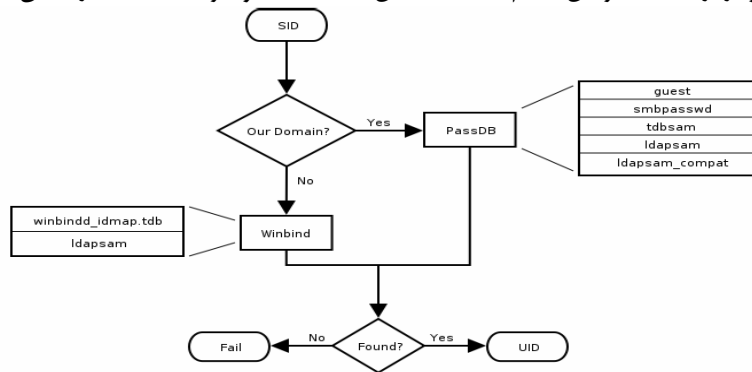 SID
Our Domain?
Yes
No
PassDB
guest
smbpasswd
tdbsam
ldapsam
ldapsam_compat
winbindd_idmap.tdb
ldapsam
Winbind
Found?
No
Yes
Fail
UID